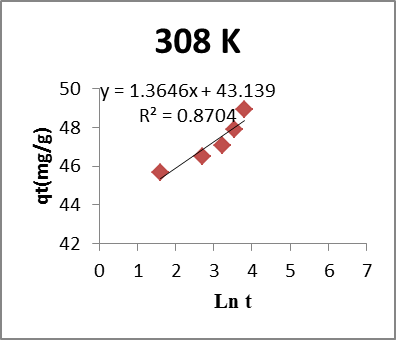 308 K
y = 1.3646x + 43.139
R² = 0.8704
50
48
46
44
42
qt(mg/g)
0 1 2 3 4 5 6 7
Ln t